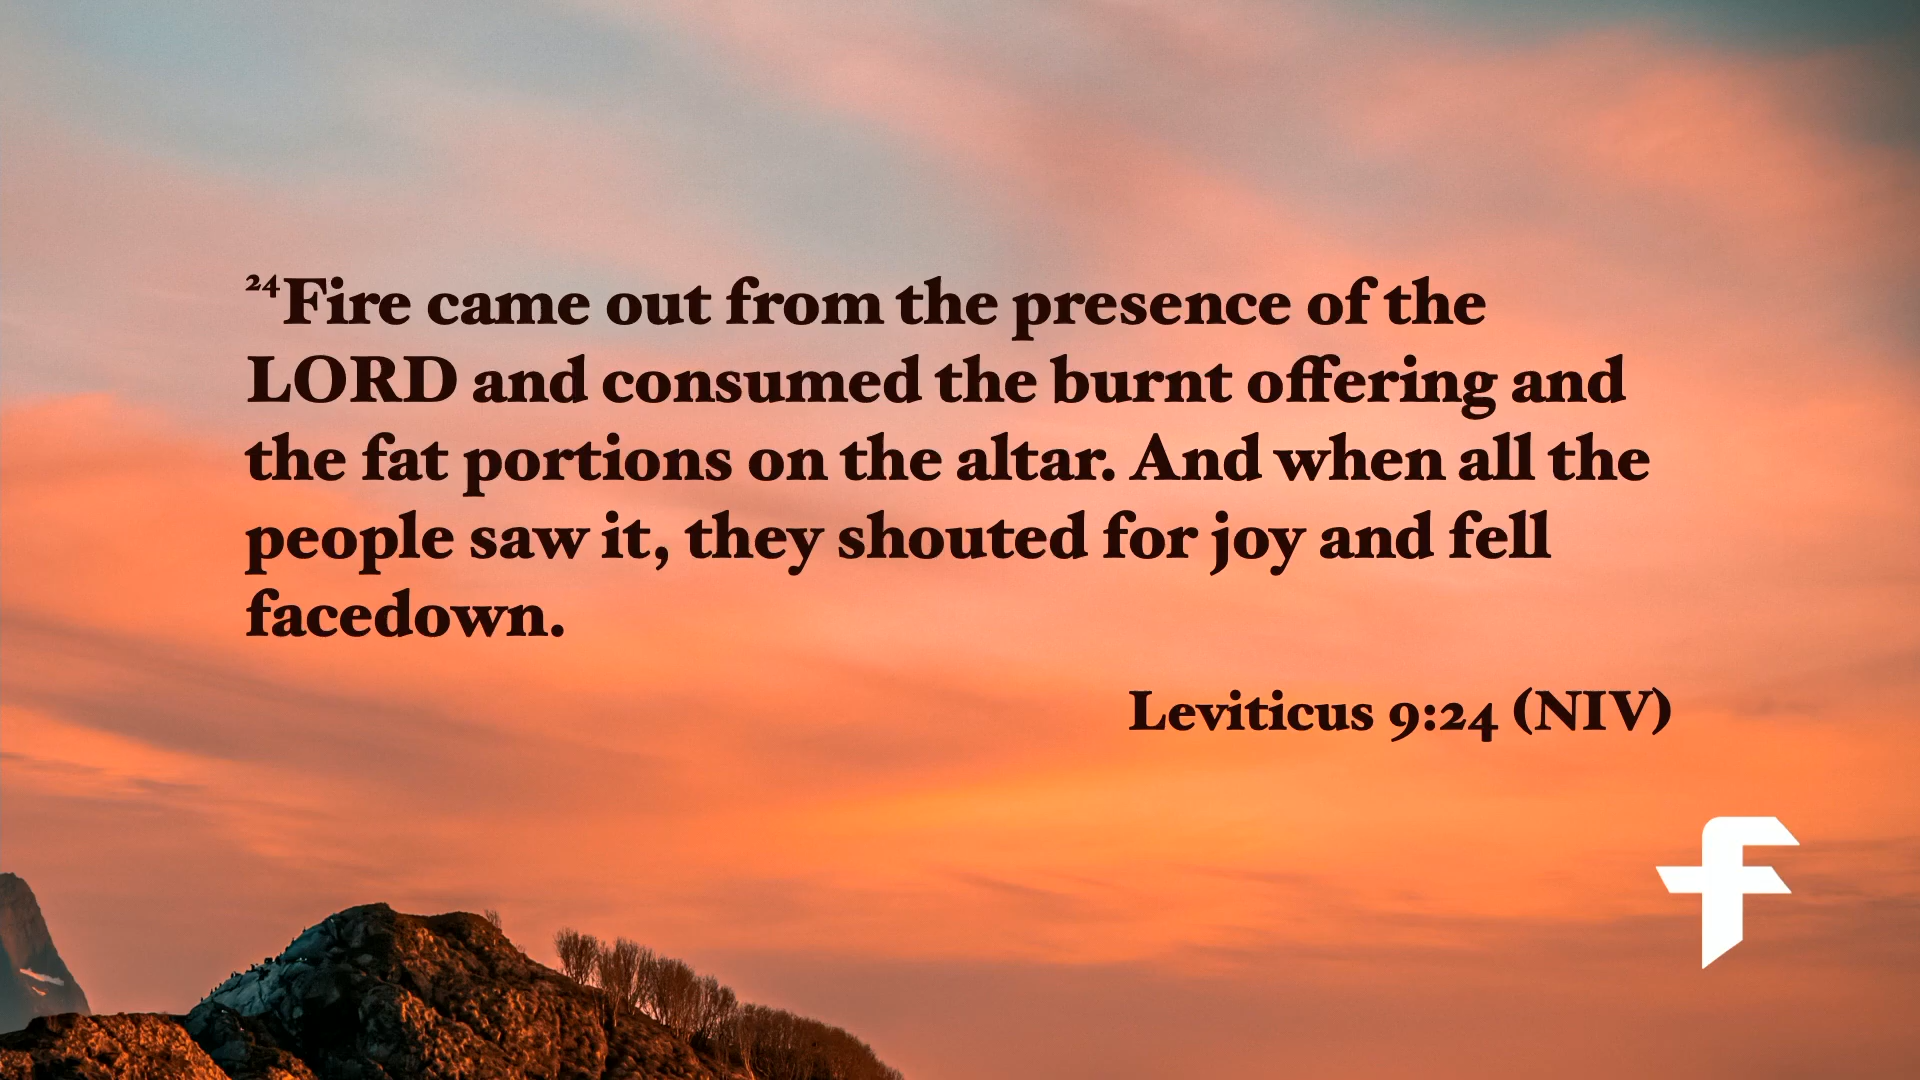 24Fire came out from the presence of the
LORD and consumed the burnt offering and
the fat portions on the altar. And when all the
people saw it, they shouted for joy and fell
facedown.
Leviticus 9:24 (NIV)